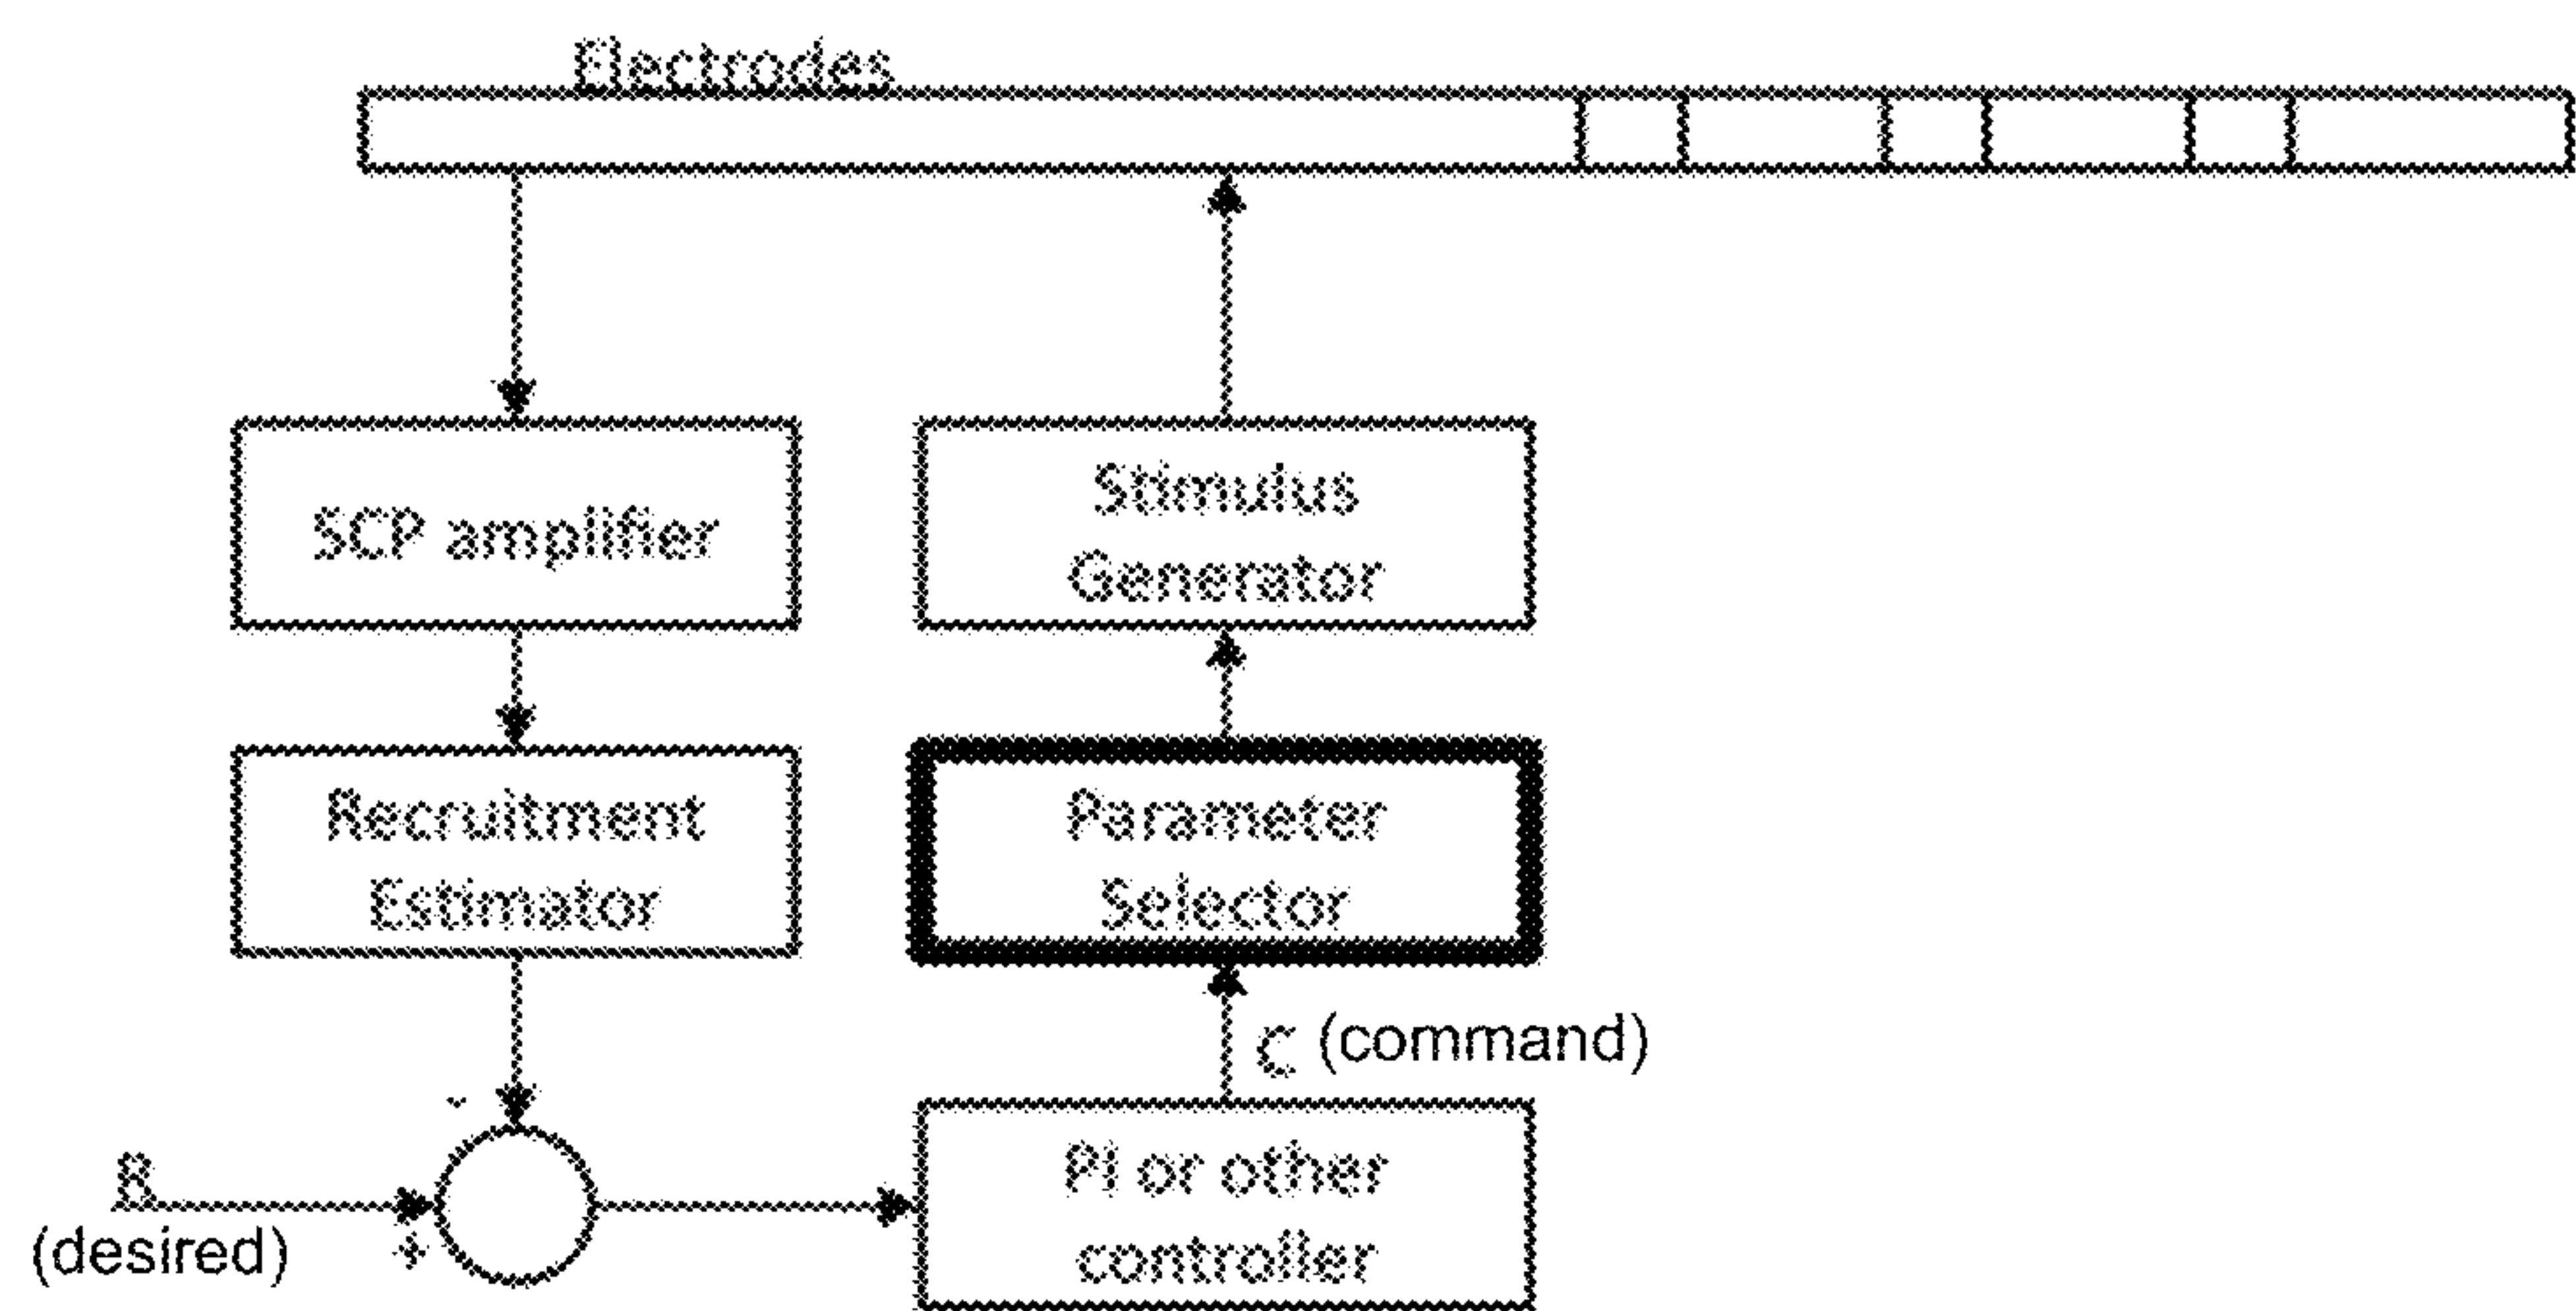 Electrodes
SCP amplifier
Stimulus
Generator
Recruitment
Estimator
Parameter
Selector
C (command)
-
R
(desired)
+
PI or other
controller